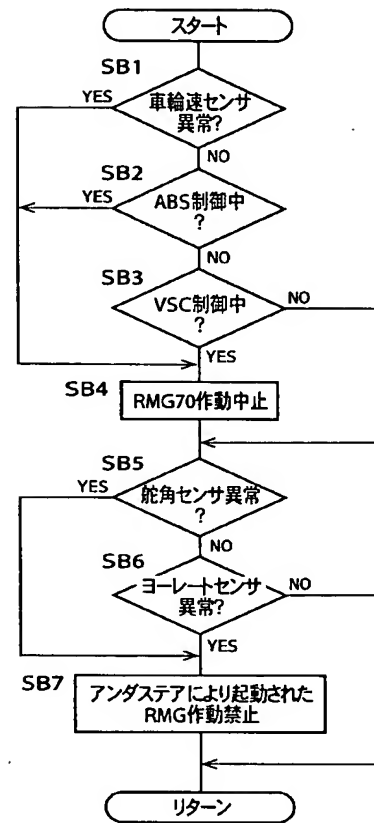 スタート
SB1
車輪速センサ
異常?
YES
NO
SB2
ABS制御中
?
YES
NO
SB3
VSC制御中
?
NO
YES
SB4
RMG70作動中止
SB5
舵角センサ異常
?
YES
NO
SB6
ヨーレートセンサ
異常?
NO
YES
SB7
アンダステアにより起動された
RMG作動禁止
リターン